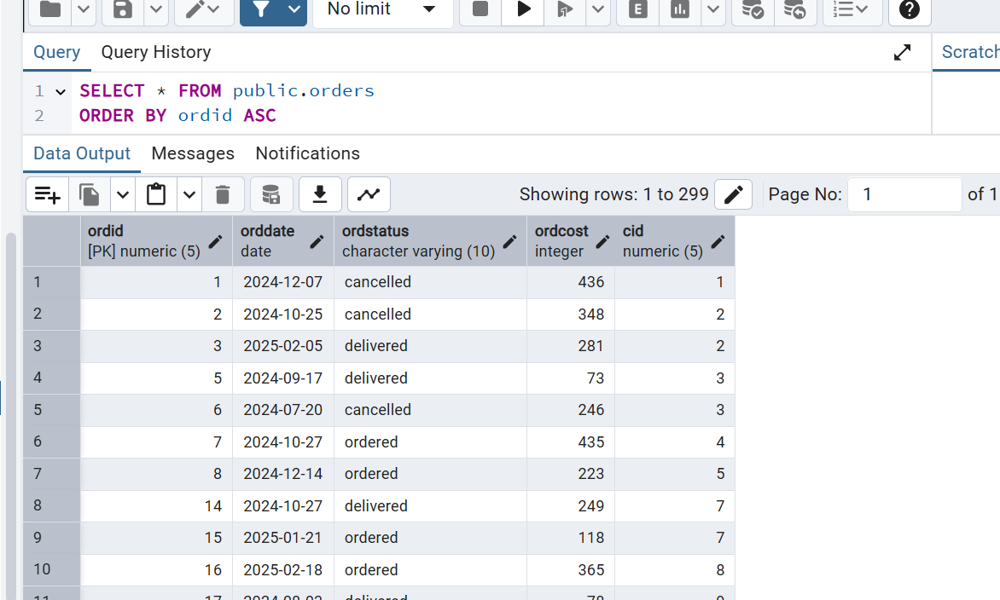 No limit
E
Query Query History
Scratch
1 SELECT * FROM public.orders
2 ORDER BY ordid ASC
Data Output Messages Notifications
Showing rows: 1 to 299 Page No: 1 of 1
ordid orddate ordstatus ordcost cid
[PK] numeric (5) date character varying (10) integer numeric (5)
1 1 2024-12-07 cancelled 436 1
2 2 2024-10-25 cancelled 348 2
3 3 2025-02-05 delivered 281 2
4 5 2024-09-17 delivered 73 3
5 6 2024-07-20 cancelled 246 3
6 7 2024-10-27 ordered 435 4
7 8 2024-12-14 ordered 223 5
8 14 2024-10-27 delivered 249 7
9 15 2025-01-21 ordered 118 7
10 16 2025-02-18 ordered 365 8